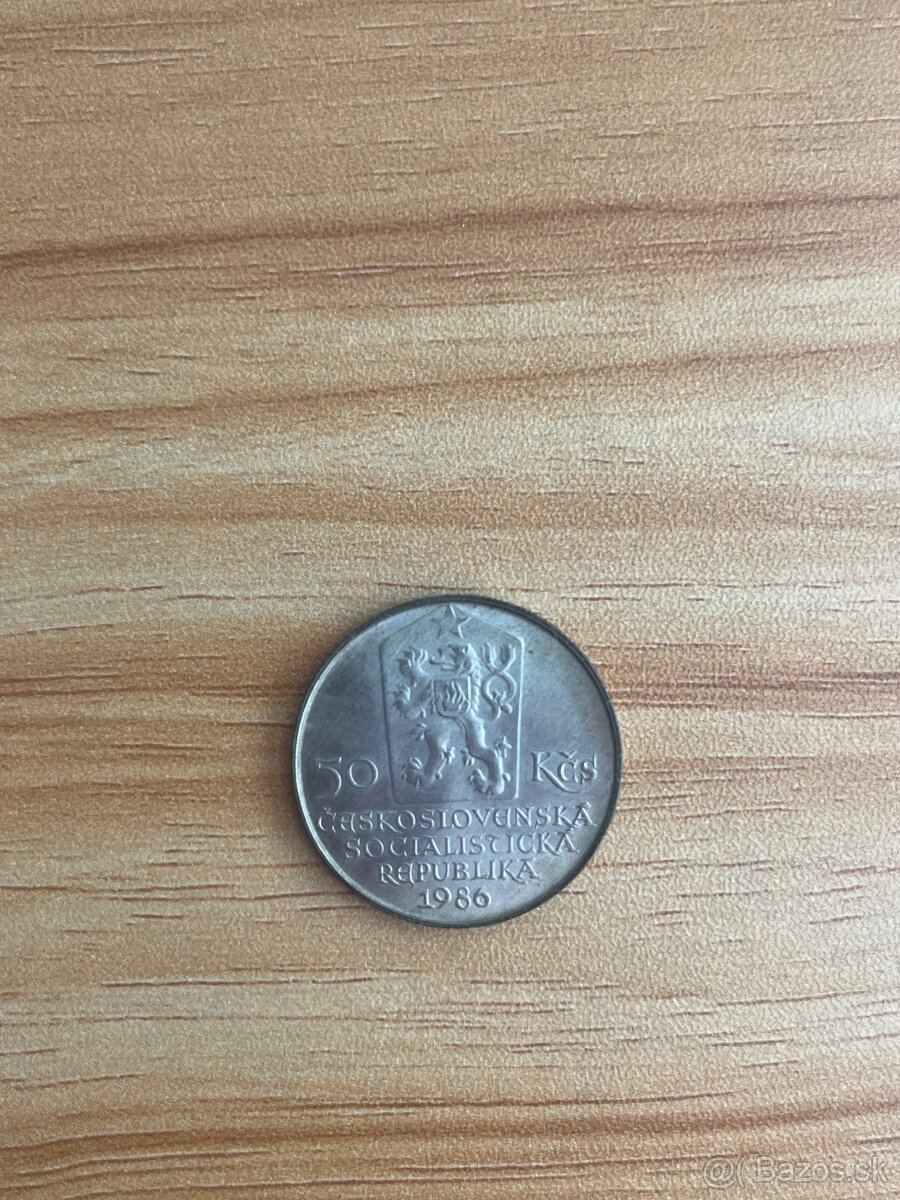 50 Kčs
ČESKOSLOVENSKÁ
SOCIALISTICKÁ
REPUBLIKA
1986
@( Bazos.sk